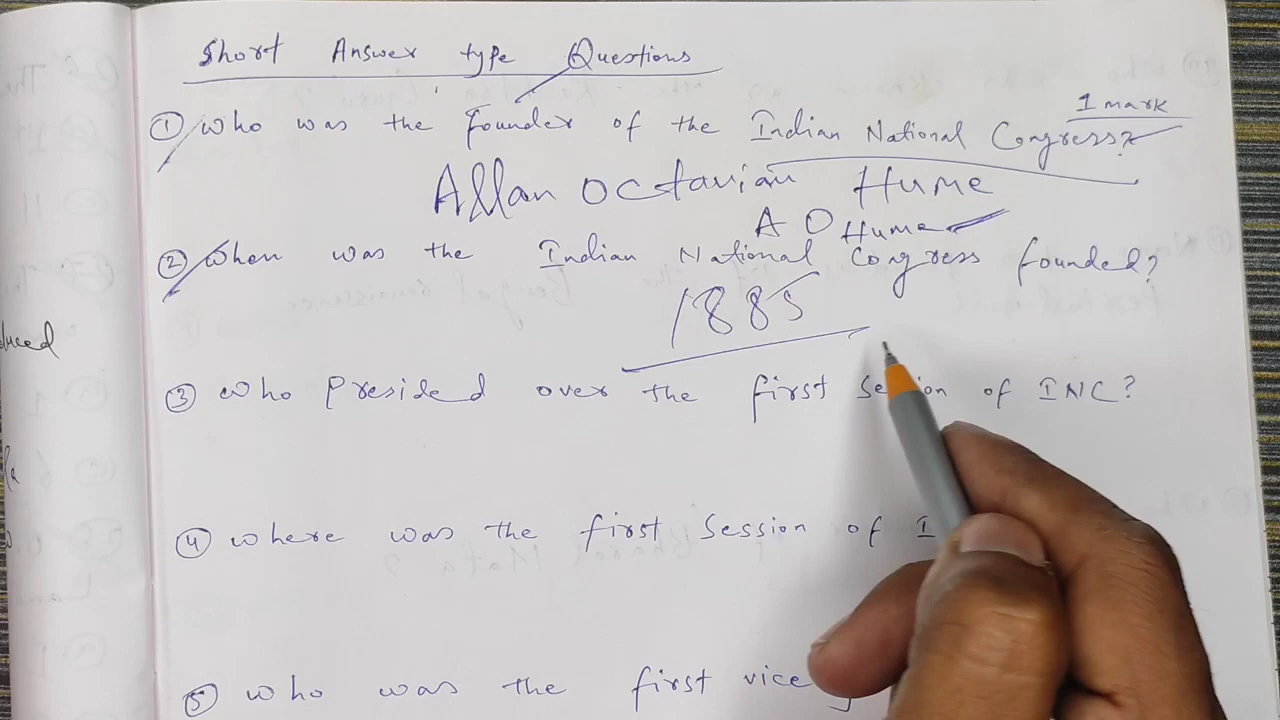 Short Answer type Questions
1 mark
① Who was the founder of the Indian National Congress?
Allan Octavian Hume
A O Hume
② When was the Indian National Congress founded?
1885
③ Who Presided over the first Session of INC?
④ Where was the first Session of I
⑤ Who was the first vice